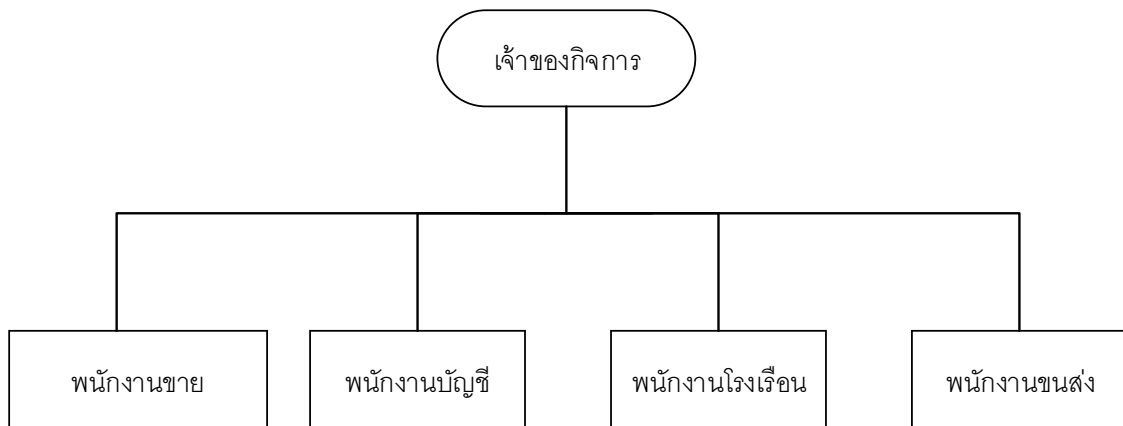 เจ้าของกิจการ
พนักงานขาย
พนักงานบัญชี
พนักงานโรงเรือน
พนักงานขนส่ง